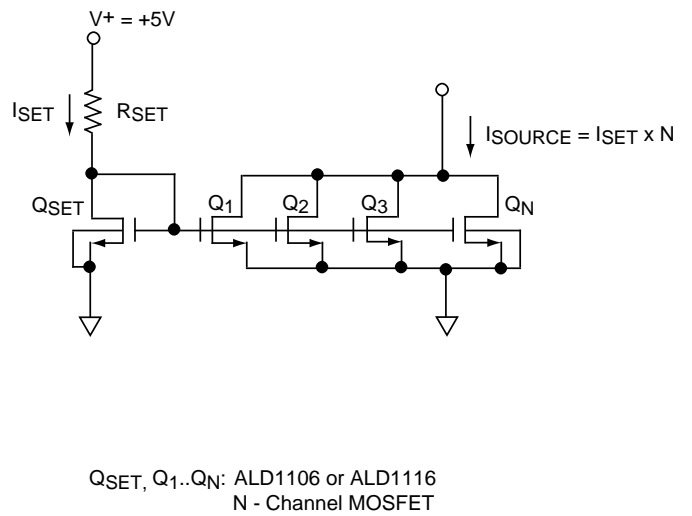 V+ = +5V
ISET
RSET
ISOURCE = ISET x N
QSET
Q1
Q2
Q3
QN
QSET, Q1..QN: ALD1106 or ALD1116
N - Channel MOSFET